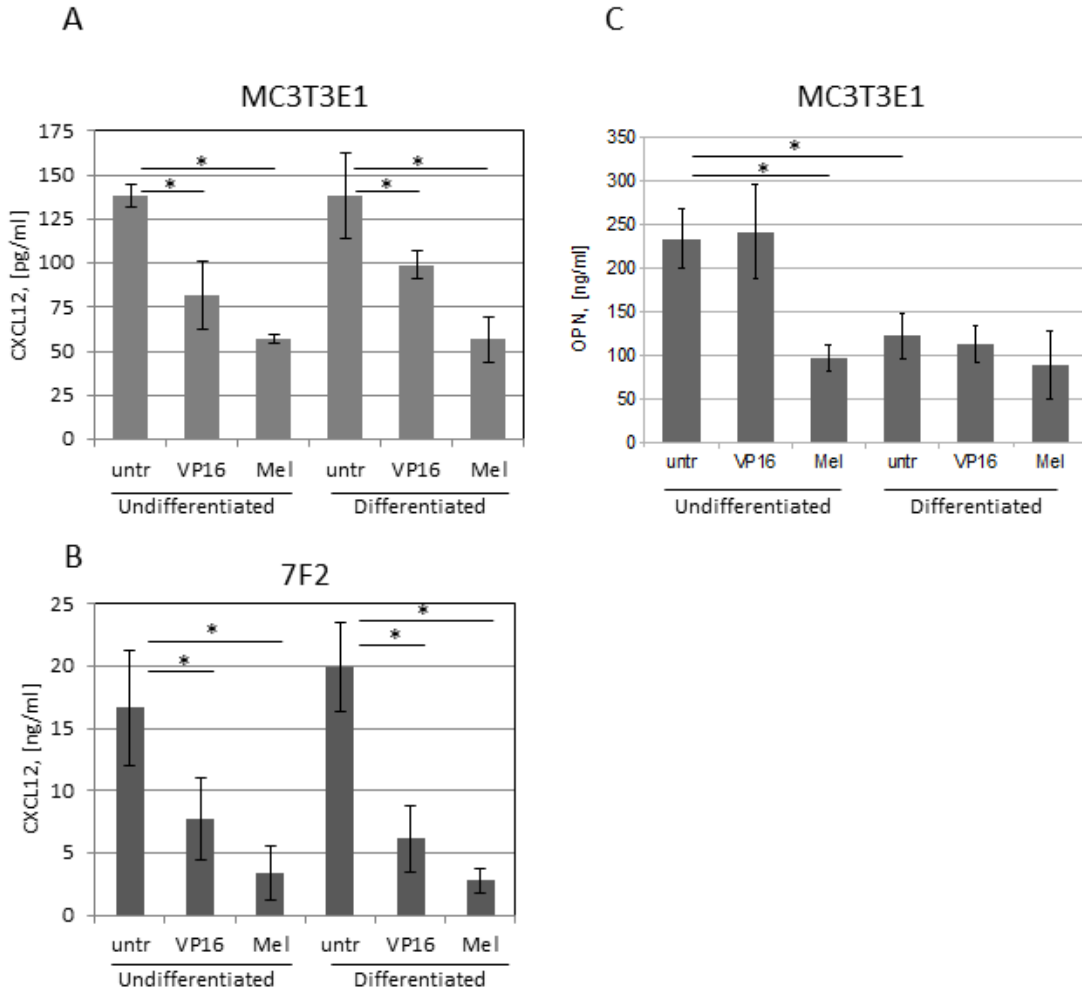 A
MC3T3E1
CXCL12, [pg/ml]
175
150
125
100
75
50
25
0
* * * *
untr VP16 Mel untr VP16 Mel
Undifferentiated Differentiated
B
7F2
CXCL12, [ng/ml]
25
20
15
10
5
0
* * * *
untr VP16 Mel untr VP16 Mel
Undifferentiated Differentiated
C
MC3T3E1
OPN, [ng/ml]
350
300
250
200
150
100
50
0
* *
untr VP16 Mel untr VP16 Mel
Undifferentiated Differentiated